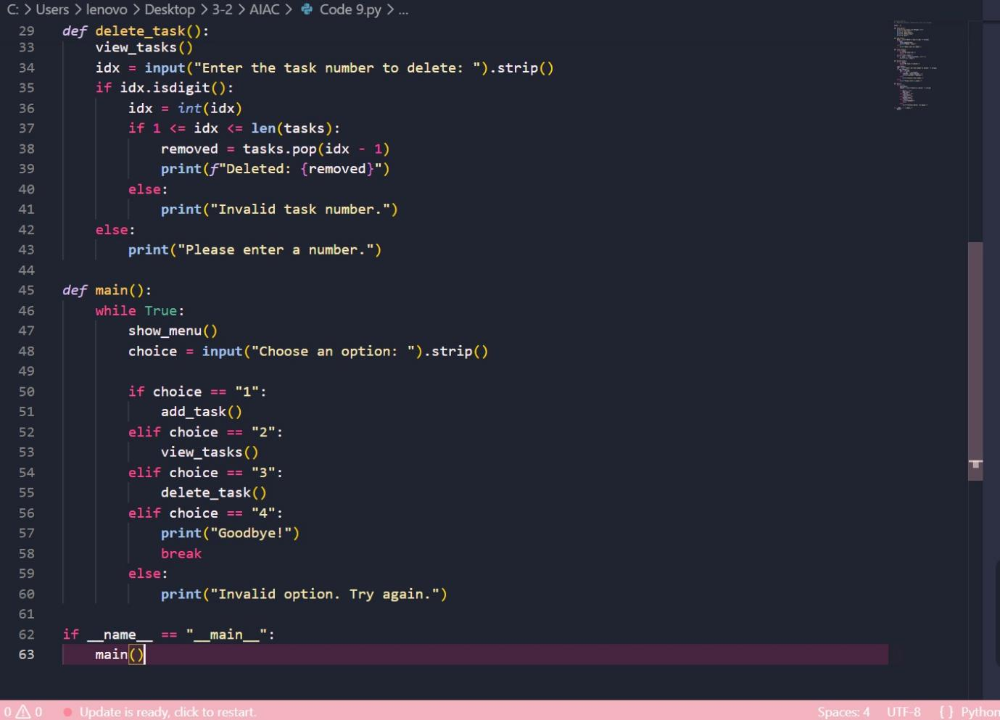 C: > Users > lenovo > Desktop > 3-2 > AIAC > Code 9.py > ...
29 def delete_task():
33     view_tasks()
34     idx = input("Enter the task number to delete: ").strip()
35     if idx.isdigit():
36         idx = int(idx)
37         if 1 <= idx <= len(tasks):
38             removed = tasks.pop(idx - 1)
39             print(f"Deleted: {removed}")
40         else:
41             print("Invalid task number.")
42     else:
43         print("Please enter a number.")
44
45 def main():
46     while True:
47         show_menu()
48         choice = input("Choose an option: ").strip()
49
50         if choice == "1":
51             add_task()
52         elif choice == "2":
53             view_tasks()
54         elif choice == "3":
55             delete_task()
56         elif choice == "4":
57             print("Goodbye!")
58             break
59         else:
60             print("Invalid option. Try again.")
61
62 if __name__ == "__main__":
63     main()
0 0 Update is ready, click to restart. Spaces: 4 UTF-8 {} Python